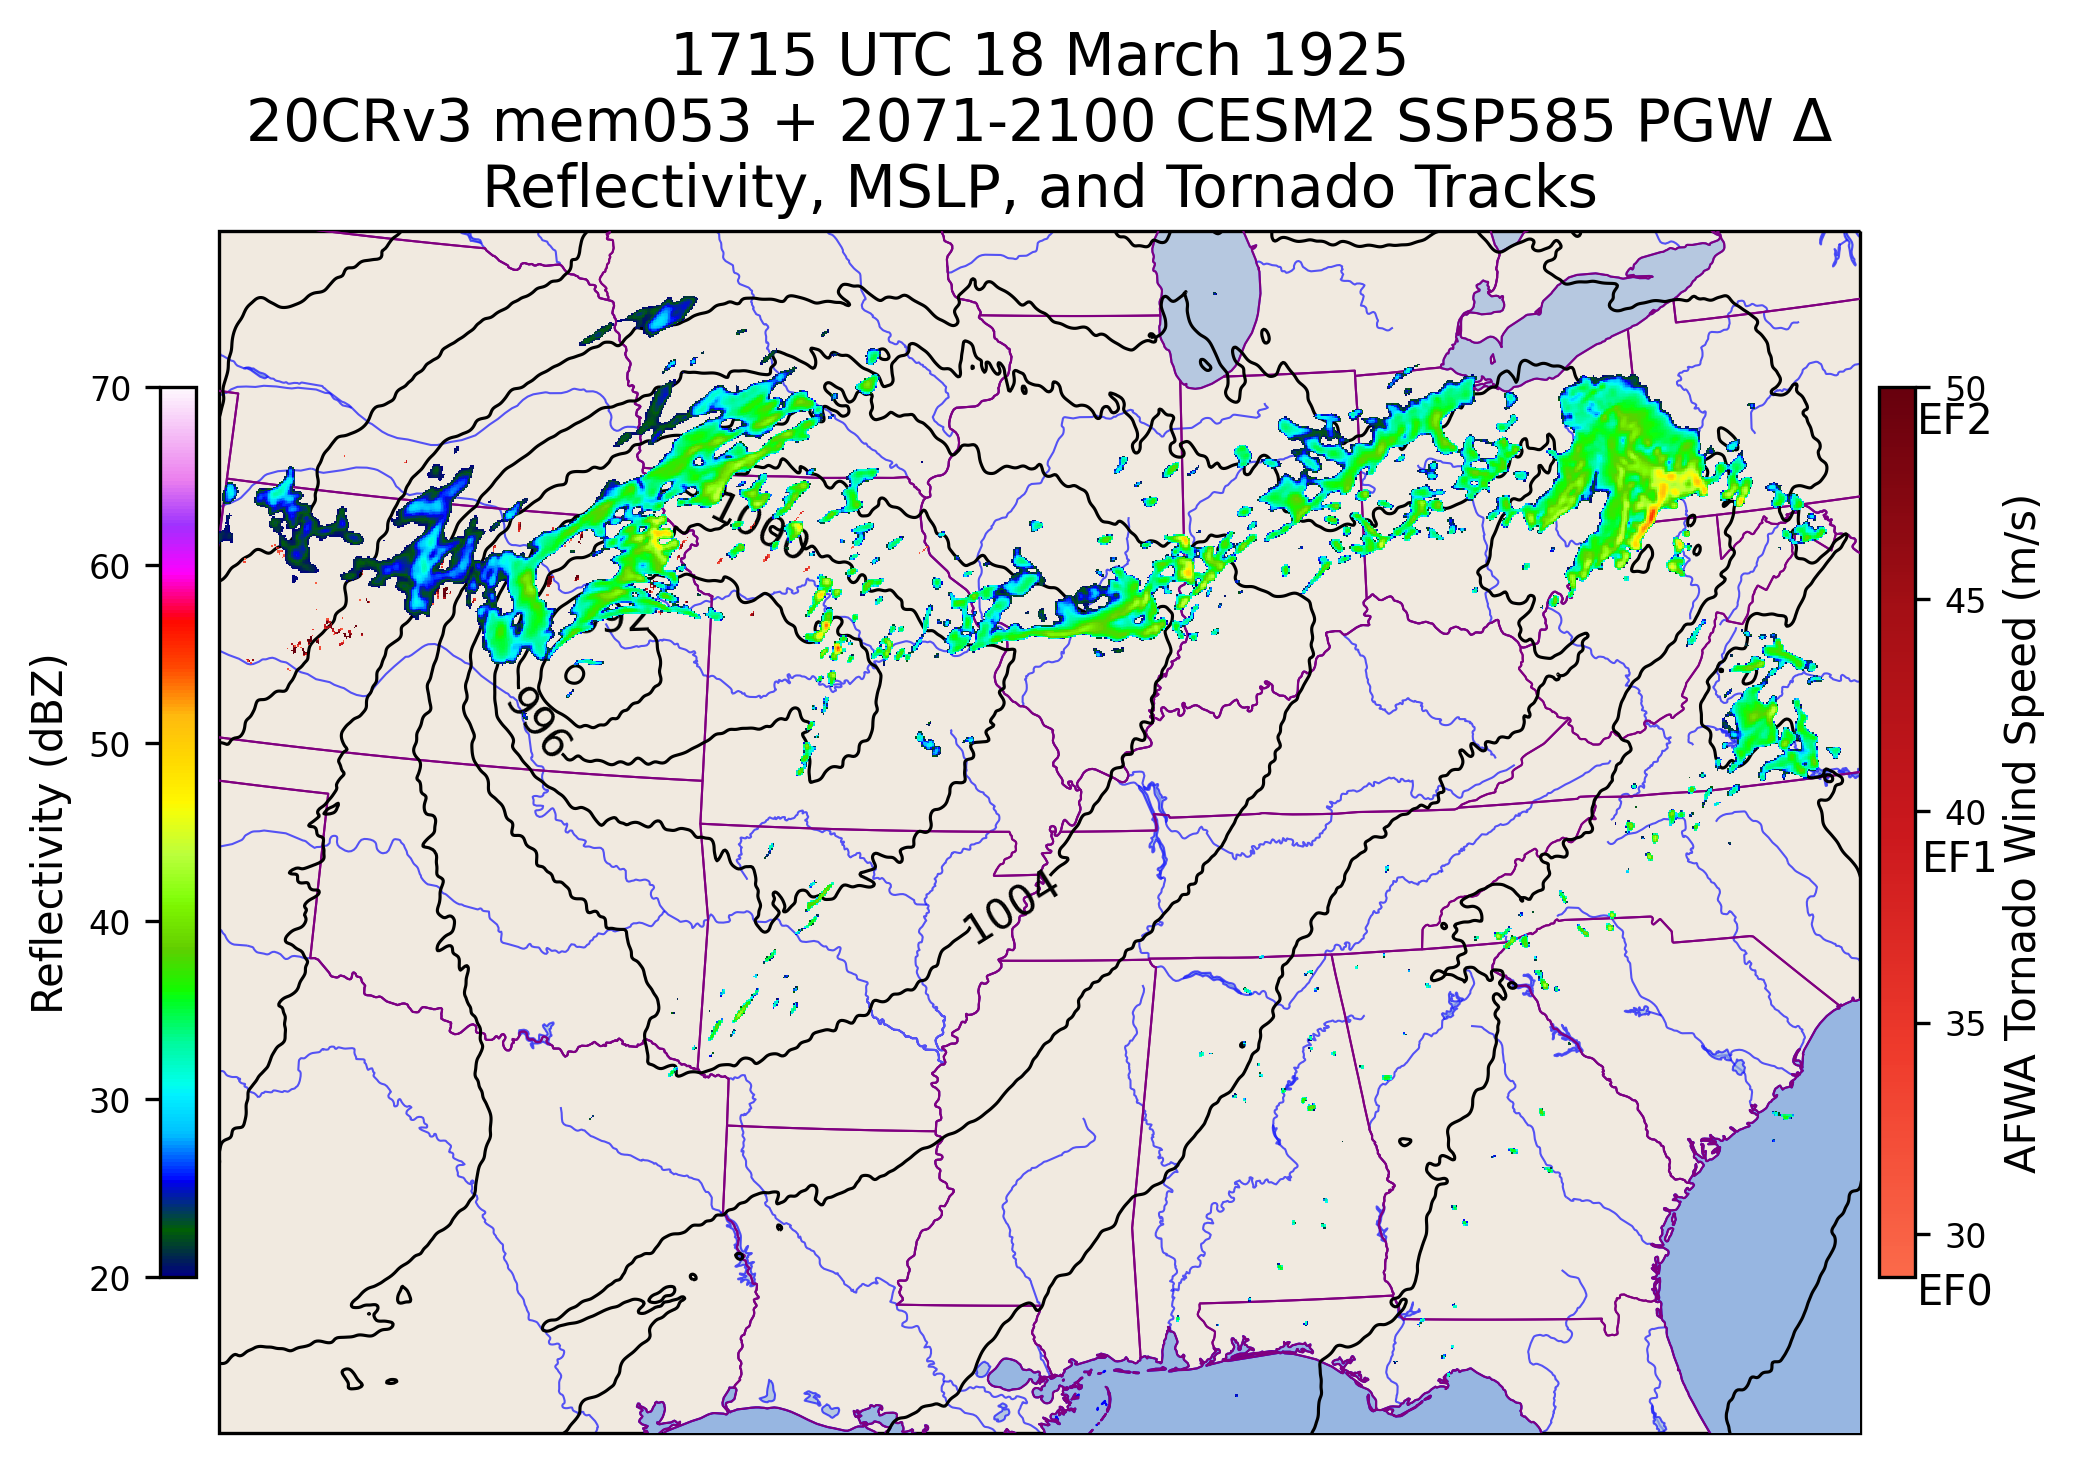 1715 UTC 18 March 1925
20CRv3 mem053 + 2071-2100 CESM2 SSP585 PGW Δ
Reflectivity, MSLP, and Tornado Tracks
Reflectivity (dBZ)
70
60
50
40
30
20
1000
996
1004
50
EF2
45
40
EF1
35
30
EF0
AFWA Tornado Wind Speed (m/s)